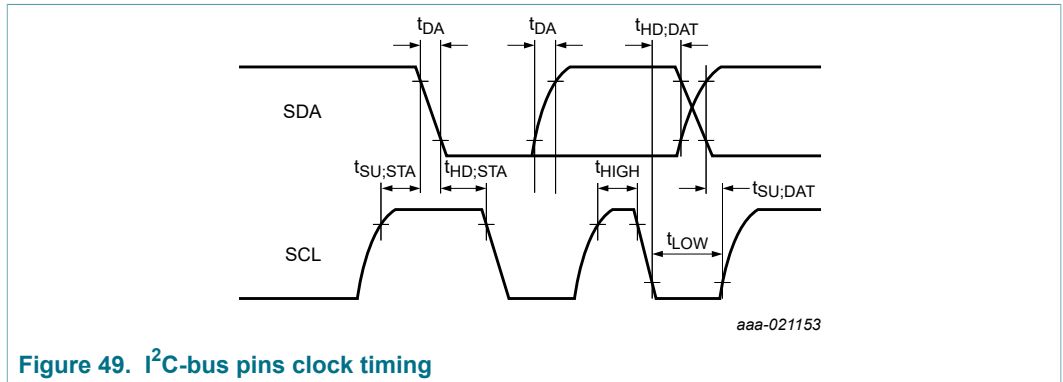 tDA
tDA
tHD;DAT
SDA
tSU;STA
tHD;STA
tHIGH
tSU;DAT
tLOW
SCL
aaa-021153
Figure 49. I²C-bus pins clock timing